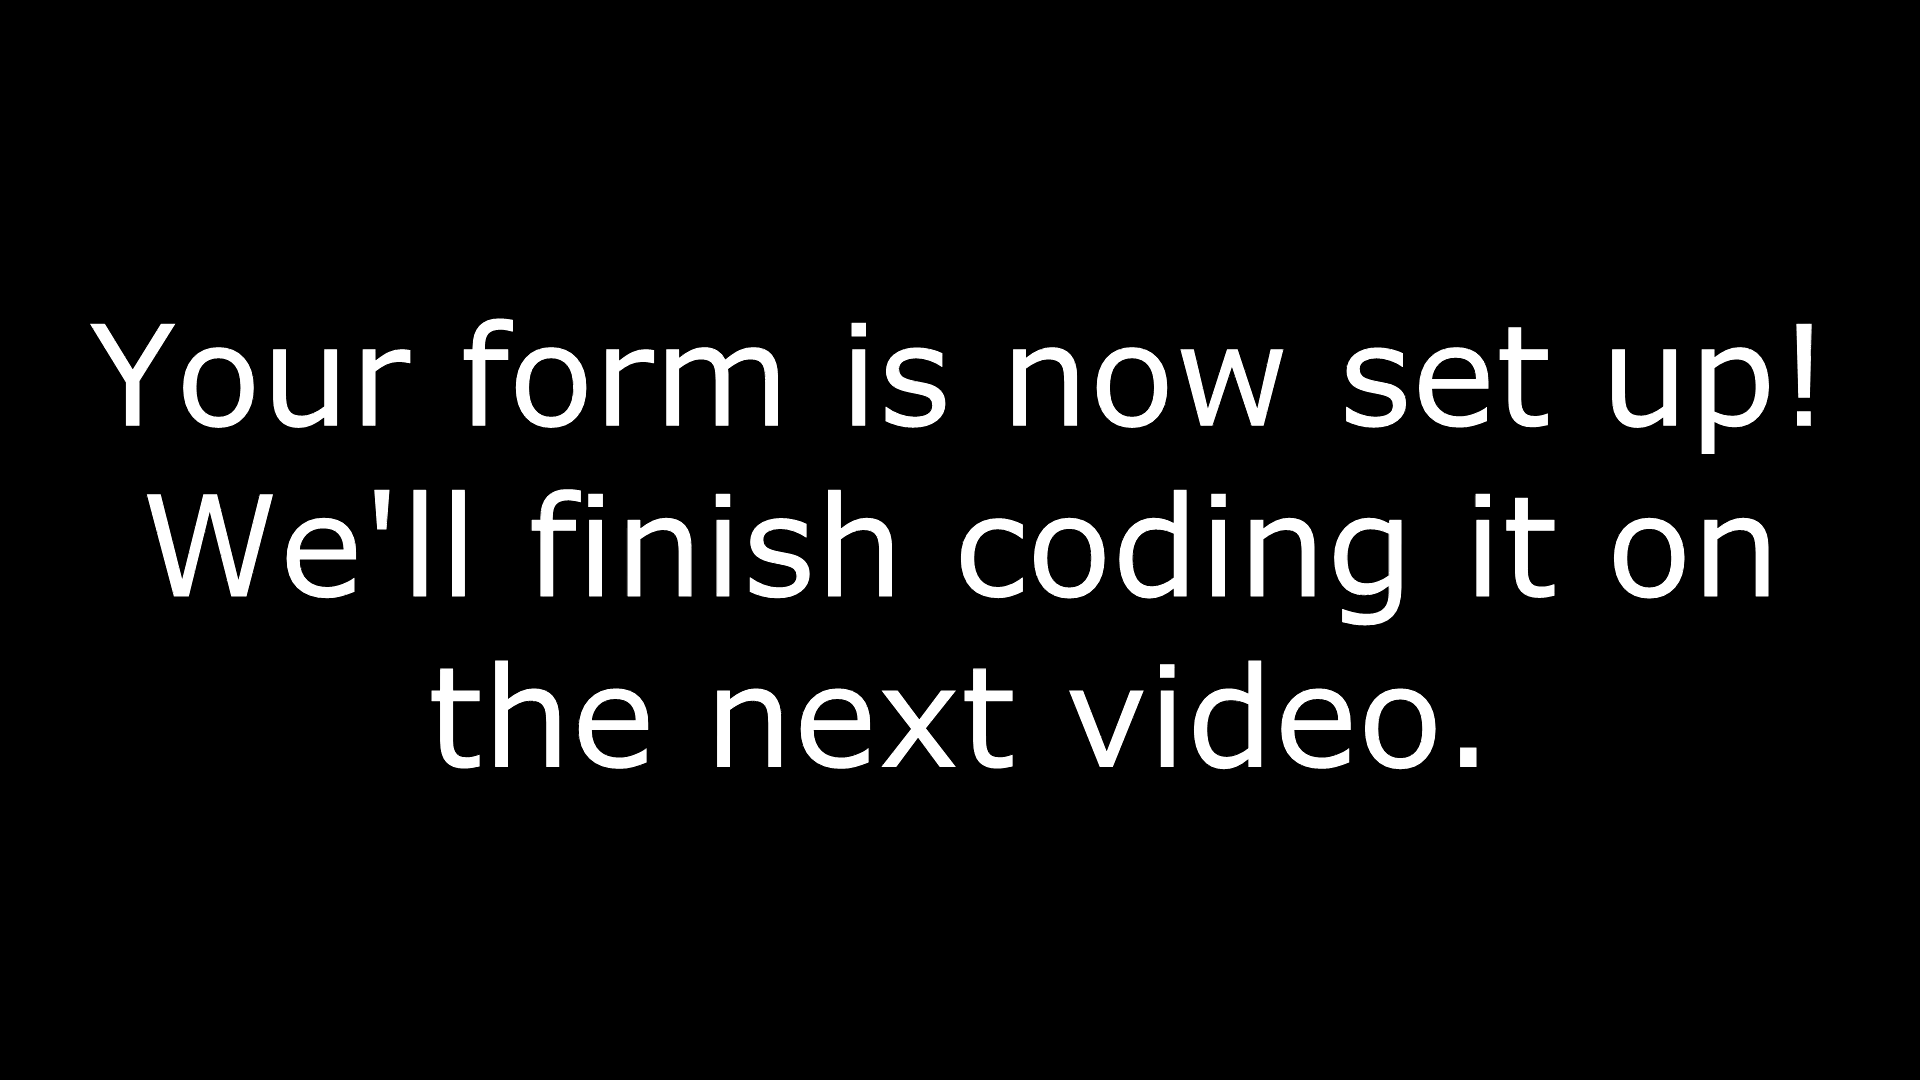 Your form is now set up!
We'll finish coding it on
the next video.